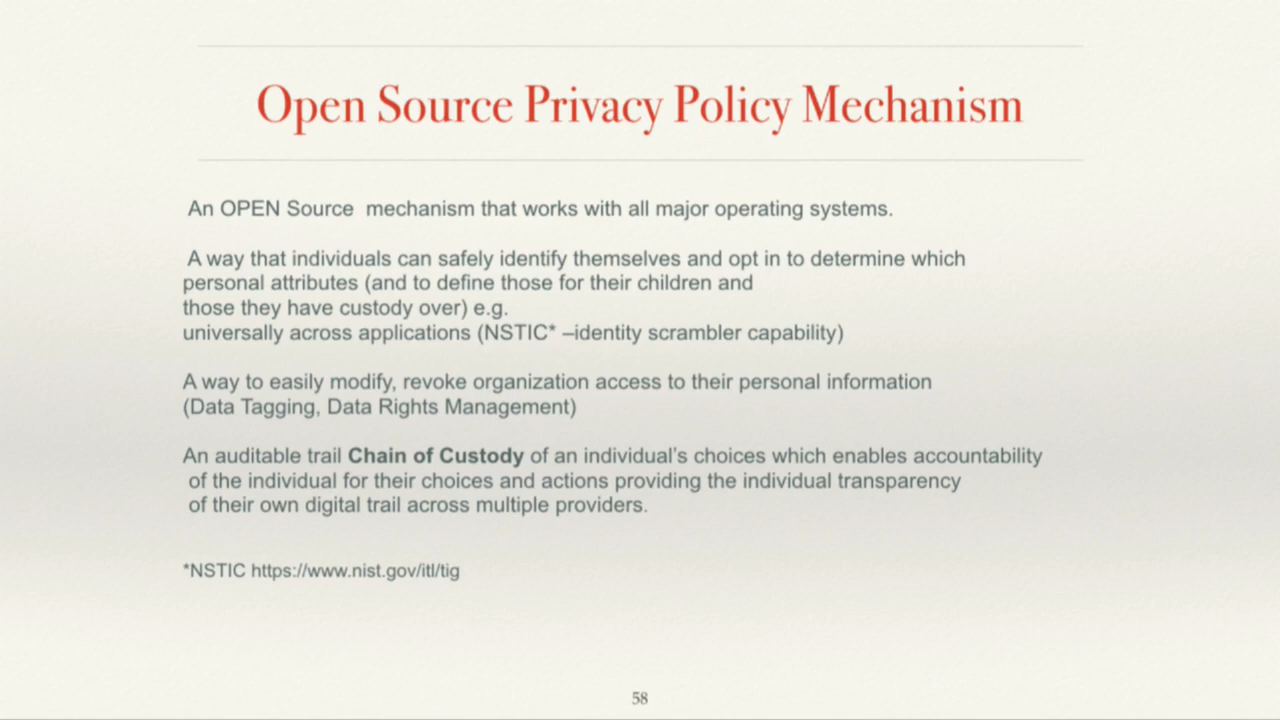 Open Source Privacy Policy Mechanism
An OPEN Source  mechanism that works with all major operating systems.
A way that individuals can safely identify themselves and opt in to determine which
personal attributes (and to define those for their children and
those they have custody over) e.g.
universally across applications (NSTIC* –identity scrambler capability)
A way to easily modify, revoke organization access to their personal information
(Data Tagging, Data Rights Management)
An auditable trail Chain of Custody of an individual's choices which enables accountability
of the individual for their choices and actions providing the individual transparency
of their own digital trail across multiple providers.
*NSTIC https://www.nist.gov/itl/tig
58